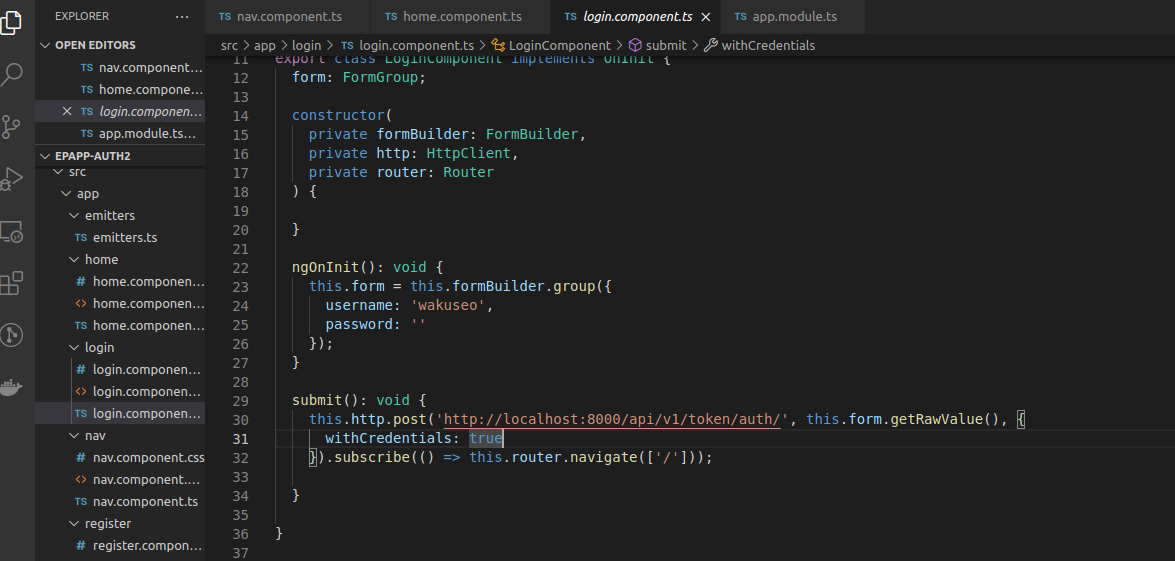 EXPLORER ...
OPEN EDITORS
TS nav.component...
TS home.compone...
TS login.componen...
TS app.module.ts...
EPAPP-AUTH2
src
app
emitters
TS emitters.ts
home
# home.componen...
<> home.componen...
TS home.componen...
login
# login.componen...
<> login.componen...
TS login.componen...
nav
# nav.component.css
<> nav.component....
TS nav.component.ts
register
# register.compon...
TS nav.component.ts TS home.component.ts TS login.component.ts TS app.module.ts
src > app > login > TS login.component.ts > LoginComponent > submit > withCredentials
11 export class LoginComponent implements OnInit {
12 form: FormGroup;
13
14 constructor(
15 private formBuilder: FormBuilder,
16 private http: HttpClient,
17 private router: Router
18 ) {
19
20 }
21
22 ngOnInit(): void {
23 this.form = this.formBuilder.group({
24 username: 'wakuseo',
25 password: ''
26 });
27 }
28
29 submit(): void {
30 this.http.post('http://localhost:8000/api/v1/token/auth/', this.form.getRawValue(), {
31 withCredentials: true
32 }).subscribe(() => this.router.navigate(['/']));
33
34 }
35
36 }
37